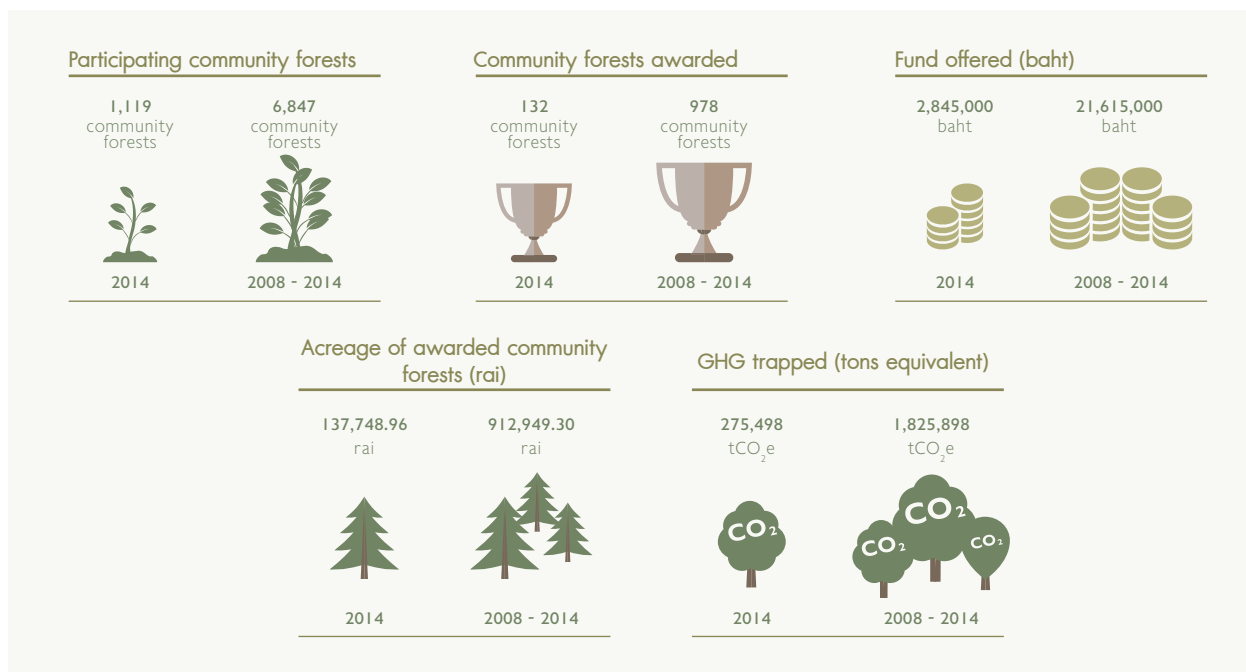 Participating community forests
1,119
community
forests
2014
6,847
community
forests
2008 - 2014
Community forests awarded
132
community
forests
2014
978
community
forests
2008 - 2014
Fund offered (baht)
2,845,000
baht
2014
21,615,000
baht
2008 - 2014
Acreage of awarded community
forests (rai)
137,748.96
rai
2014
912,949.30
rai
2008 - 2014
GHG trapped (tons equivalent)
275,498
tCO₂e
CO₂
2014
1,825,898
tCO₂e
CO₂
CO₂
CO₂
2008 - 2014